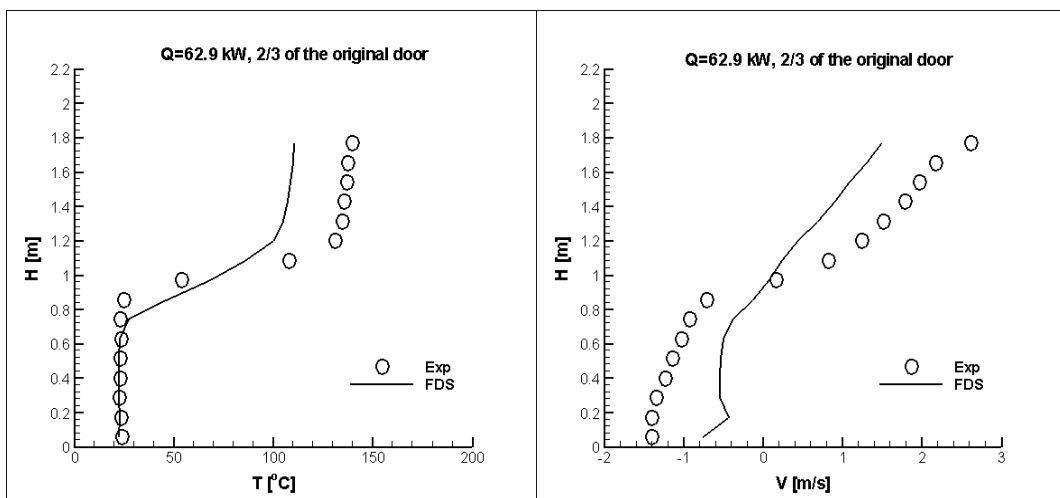 Q=62.9 kW, 2/3 of the original door
2.2
2
1.8
1.6
1.4
1.2
1
0.8
0.6
0.4
0.2
0
H [m]
Exp
FDS
0 50 100 150 200
T [°C]
Q=62.9 kW, 2/3 of the original door
2.2
2
1.8
1.6
1.4
1.2
1
0.8
0.6
0.4
0.2
0
H [m]
Exp
FDS
-2 -1 0 1 2 3
V [m/s]